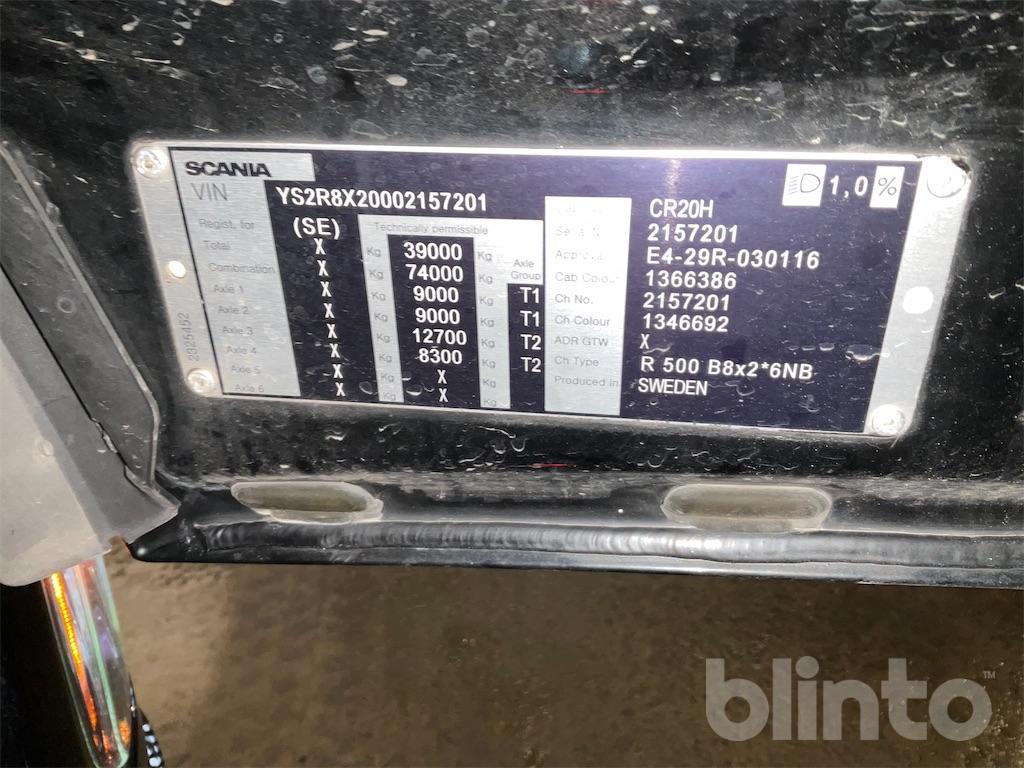 SCANIA
VIN YS2R8X20002157201
1,0 %
Regist. for (SE) Technically permissible
Total X Kg 39000 Kg
Combination X Kg 74000 Kg Axle Group
Axle 1 X Kg 9000 Kg T1
Axle 2 X Kg 9000 Kg T1
Axle 3 X Kg 12700 Kg T2
Axle 4 X Kg 8300 Kg T2
Axle 5 X Kg X Kg
Axle 6 X Kg X Kg
CR20H
2157201
Approval E4-29R-030116
Cab Colour 1366386
Ch No. 2157201
Ch Colour 1346692
ADR GTW X
Ch Type R 500 B8x2*6NB
Produced in SWEDEN
2325452
blinto™